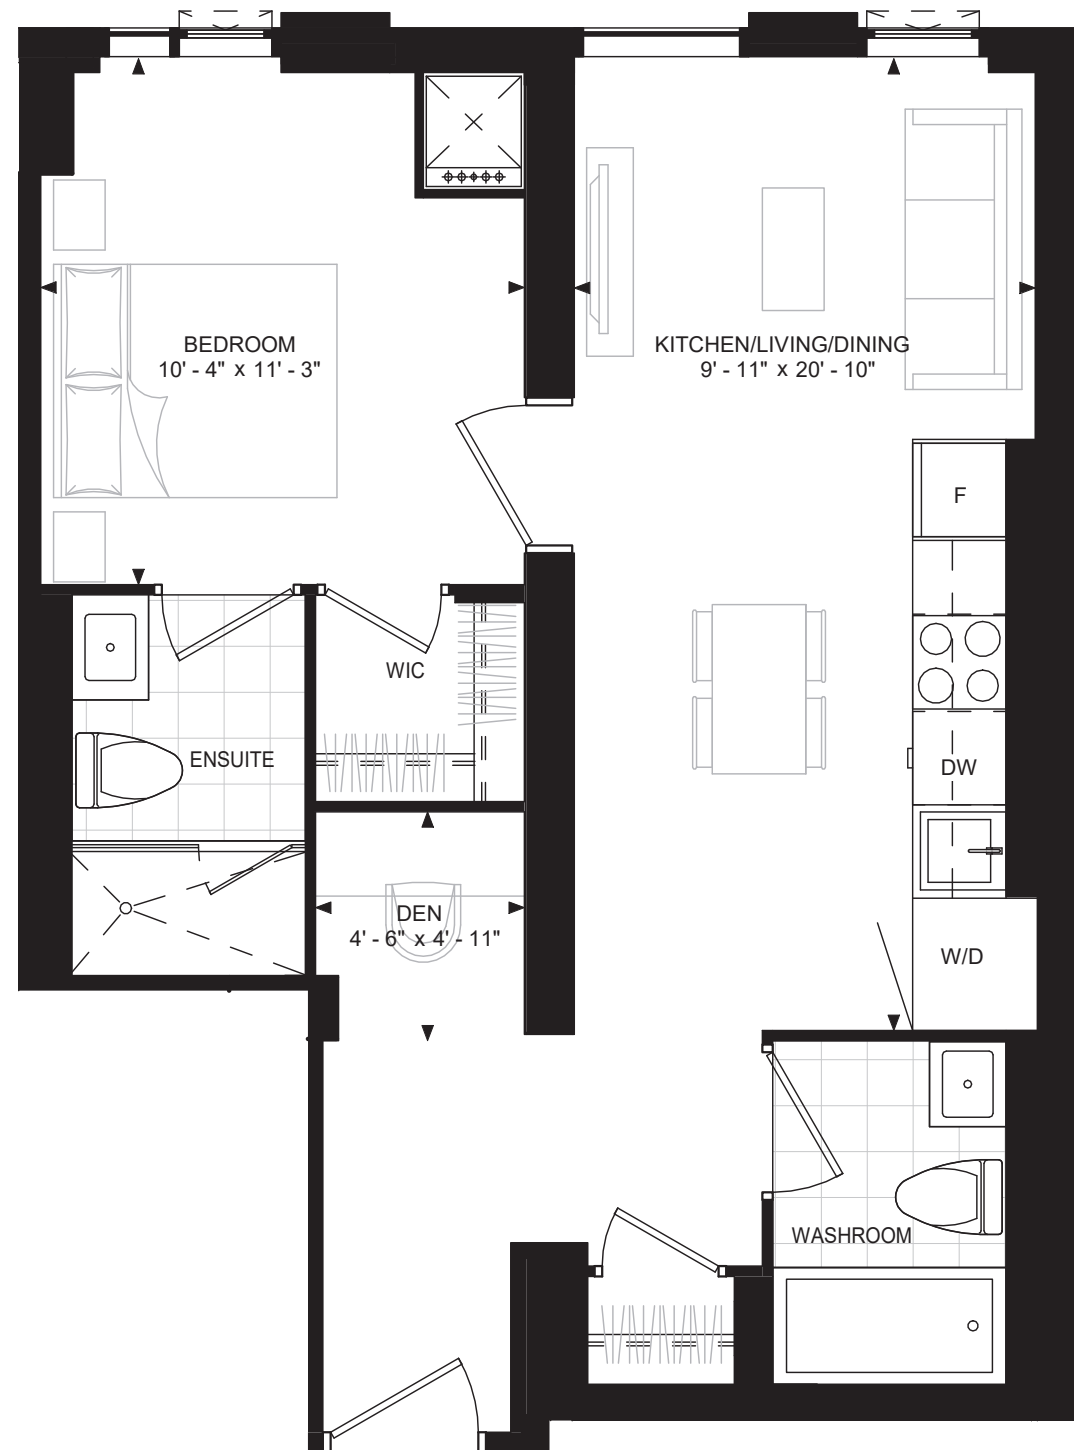 BEDROOM
10' - 4" x 11' - 3"
KITCHEN/LIVING/DINING
9' - 11" x 20' - 10"
F
WIC
ENSUITE
DW
DEN
4' - 6" x 4' - 11"
W/D
WASHROOM